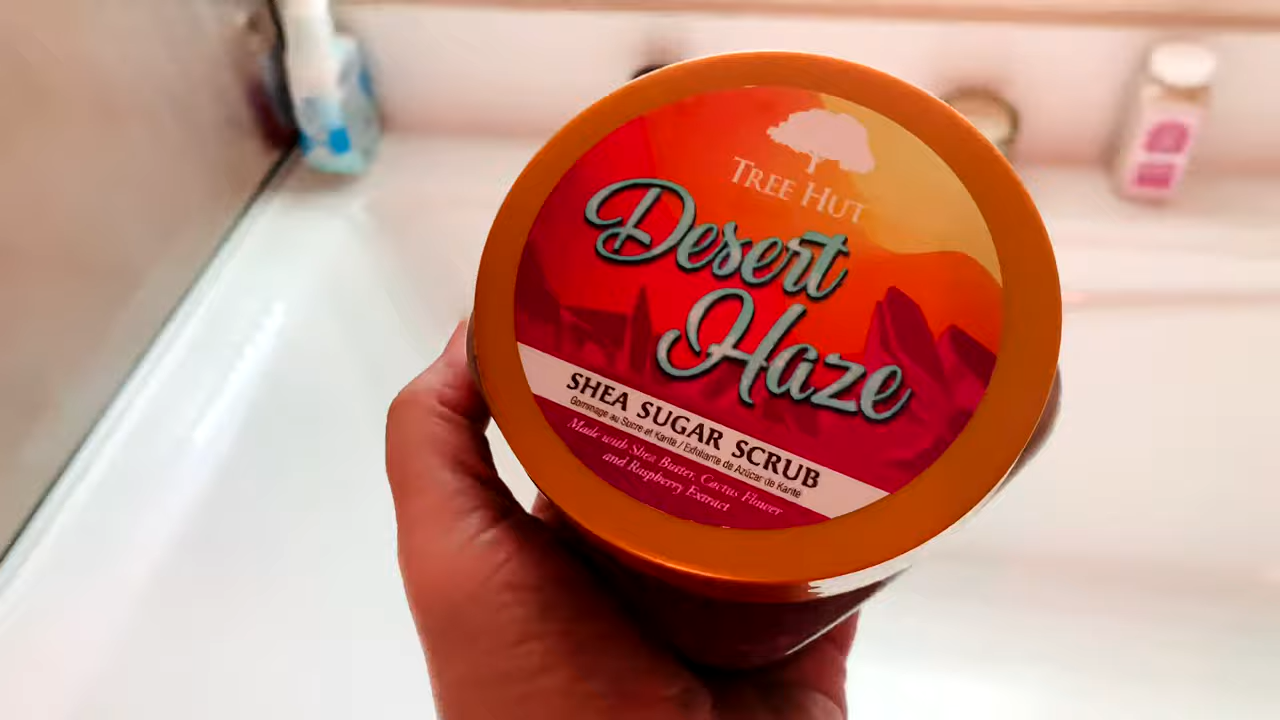 TREE HUT
Desert
Haze
SHEA SUGAR SCRUB
Gommage au Sucre et Karité / Exfoliante de Azúcar de Karité
Made with Shea Butter, Cactus Flower
and Raspberry Extract